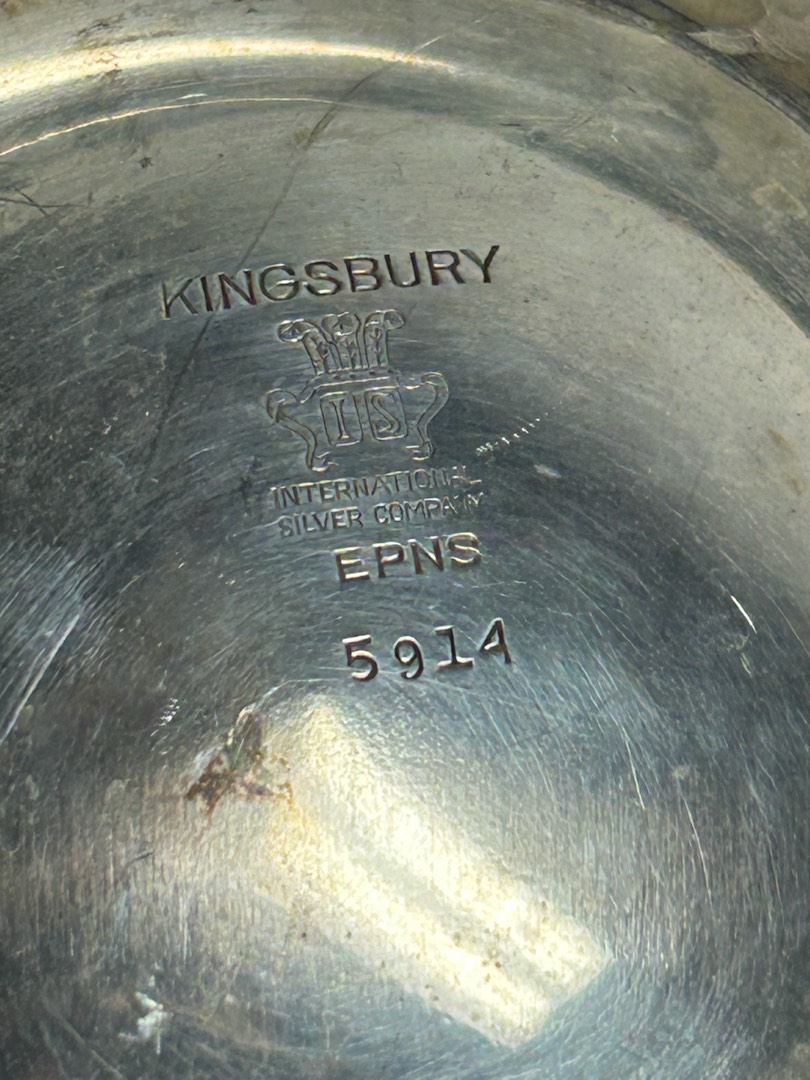 KINGSBURY
IS
INTERNATIONAL
SILVER COMPANY
EPNS
5914